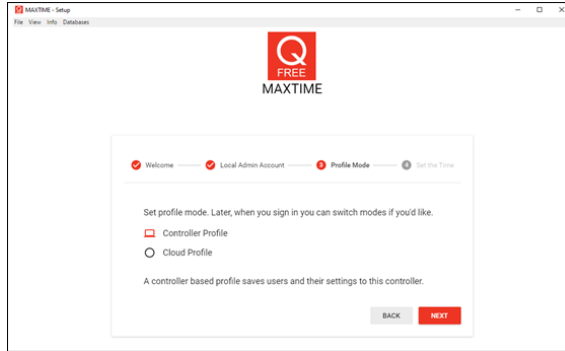 MAXTIME - Setup
File View Info Databases
Q
FREE
MAXTIME
Welcome
Local Admin Account
3 Profile Mode
4 Set the Time
Set profile mode. Later, when you sign in you can switch modes if you'd like.
Controller Profile
Cloud Profile
A controller based profile saves users and their settings to this controller.
BACK NEXT